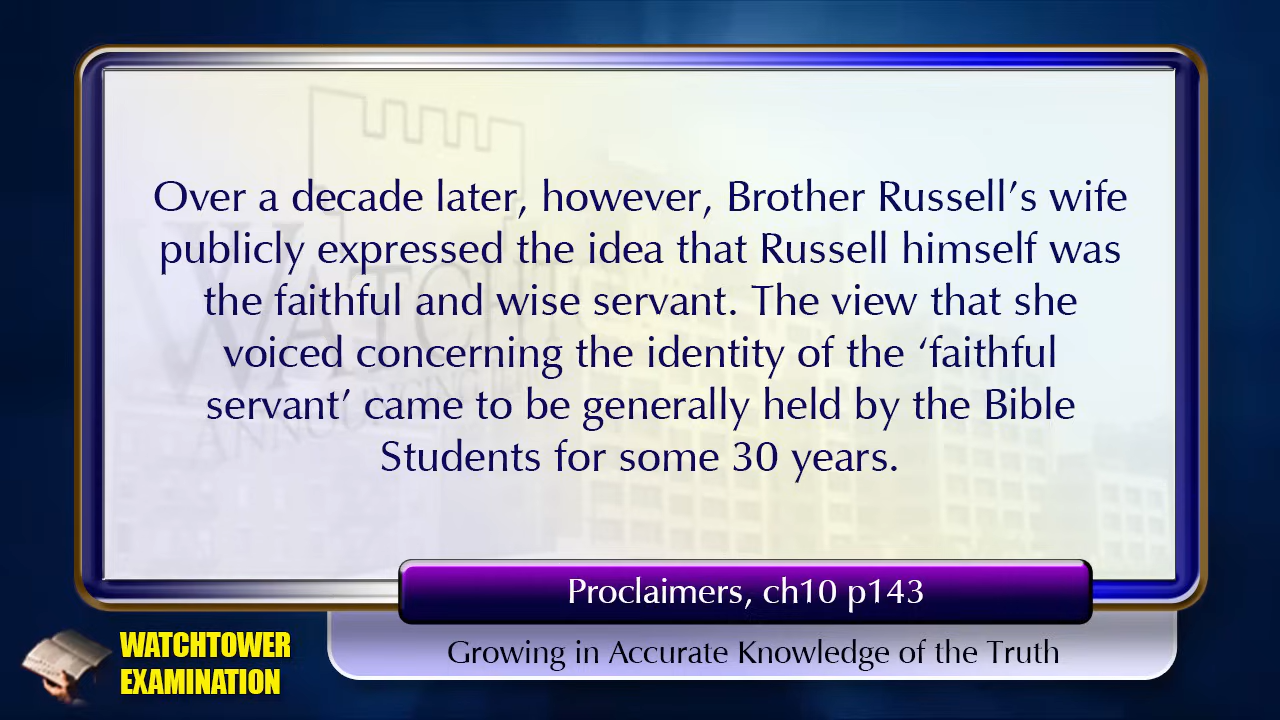 Over a decade later, however, Brother Russell’s wife
publicly expressed the idea that Russell himself was
the faithful and wise servant. The view that she
voiced concerning the identity of the ‘faithful
servant’ came to be generally held by the Bible
Students for some 30 years.
Proclaimers, ch10 p143
Growing in Accurate Knowledge of the Truth
WATCHTOWER
EXAMINATION